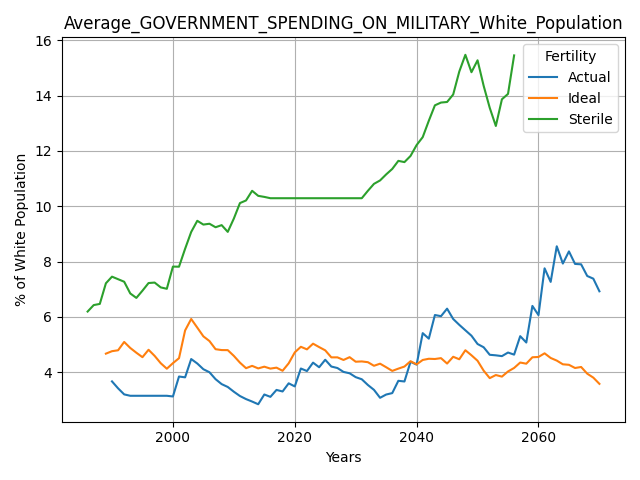 Average_GOVERNMENT_SPENDING_ON_MILITARY_White_Population
16
14
12
10
8
6
4
% of White Population
Fertility
Actual
Ideal
Sterile
2000
2020
2040
2060
Years